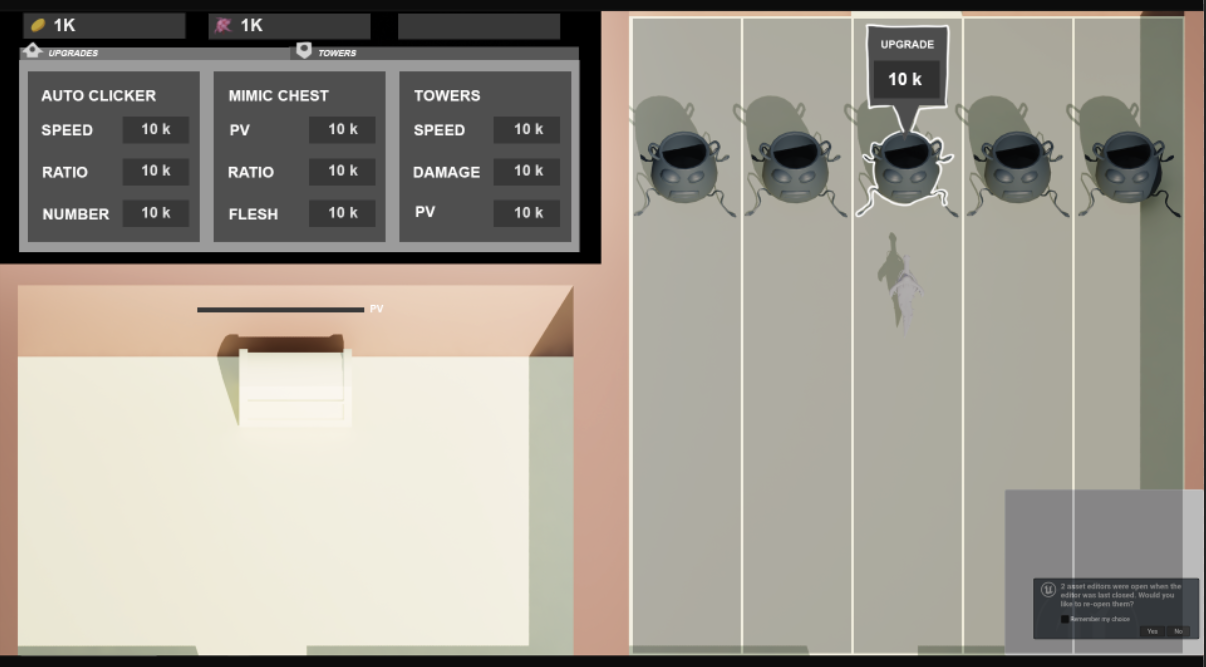 1K
1K
UPGRADES
TOWERS
AUTO CLICKER
SPEED 10 k
RATIO 10 k
NUMBER 10 k
MIMIC CHEST
PV 10 k
RATIO 10 k
FLESH 10 k
TOWERS
SPEED 10 k
DAMAGE 10 k
PV 10 k
PV
UPGRADE
10 k
2 asset editors were open when the
editor was last closed. Would you
like to re-open them?
Remember my choice
Yes No